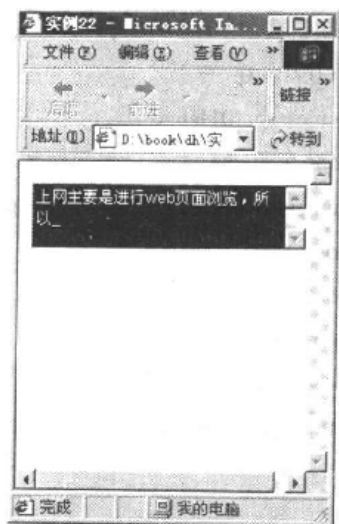 实例22 - Microsoft In...
文件(F) 编辑(E) 查看(V) »
后退 前进 » 链接 »
地址(D) D:\book\dh\实 转到
上网主要是进行web页面浏览，所
以_
完成 我的电脑